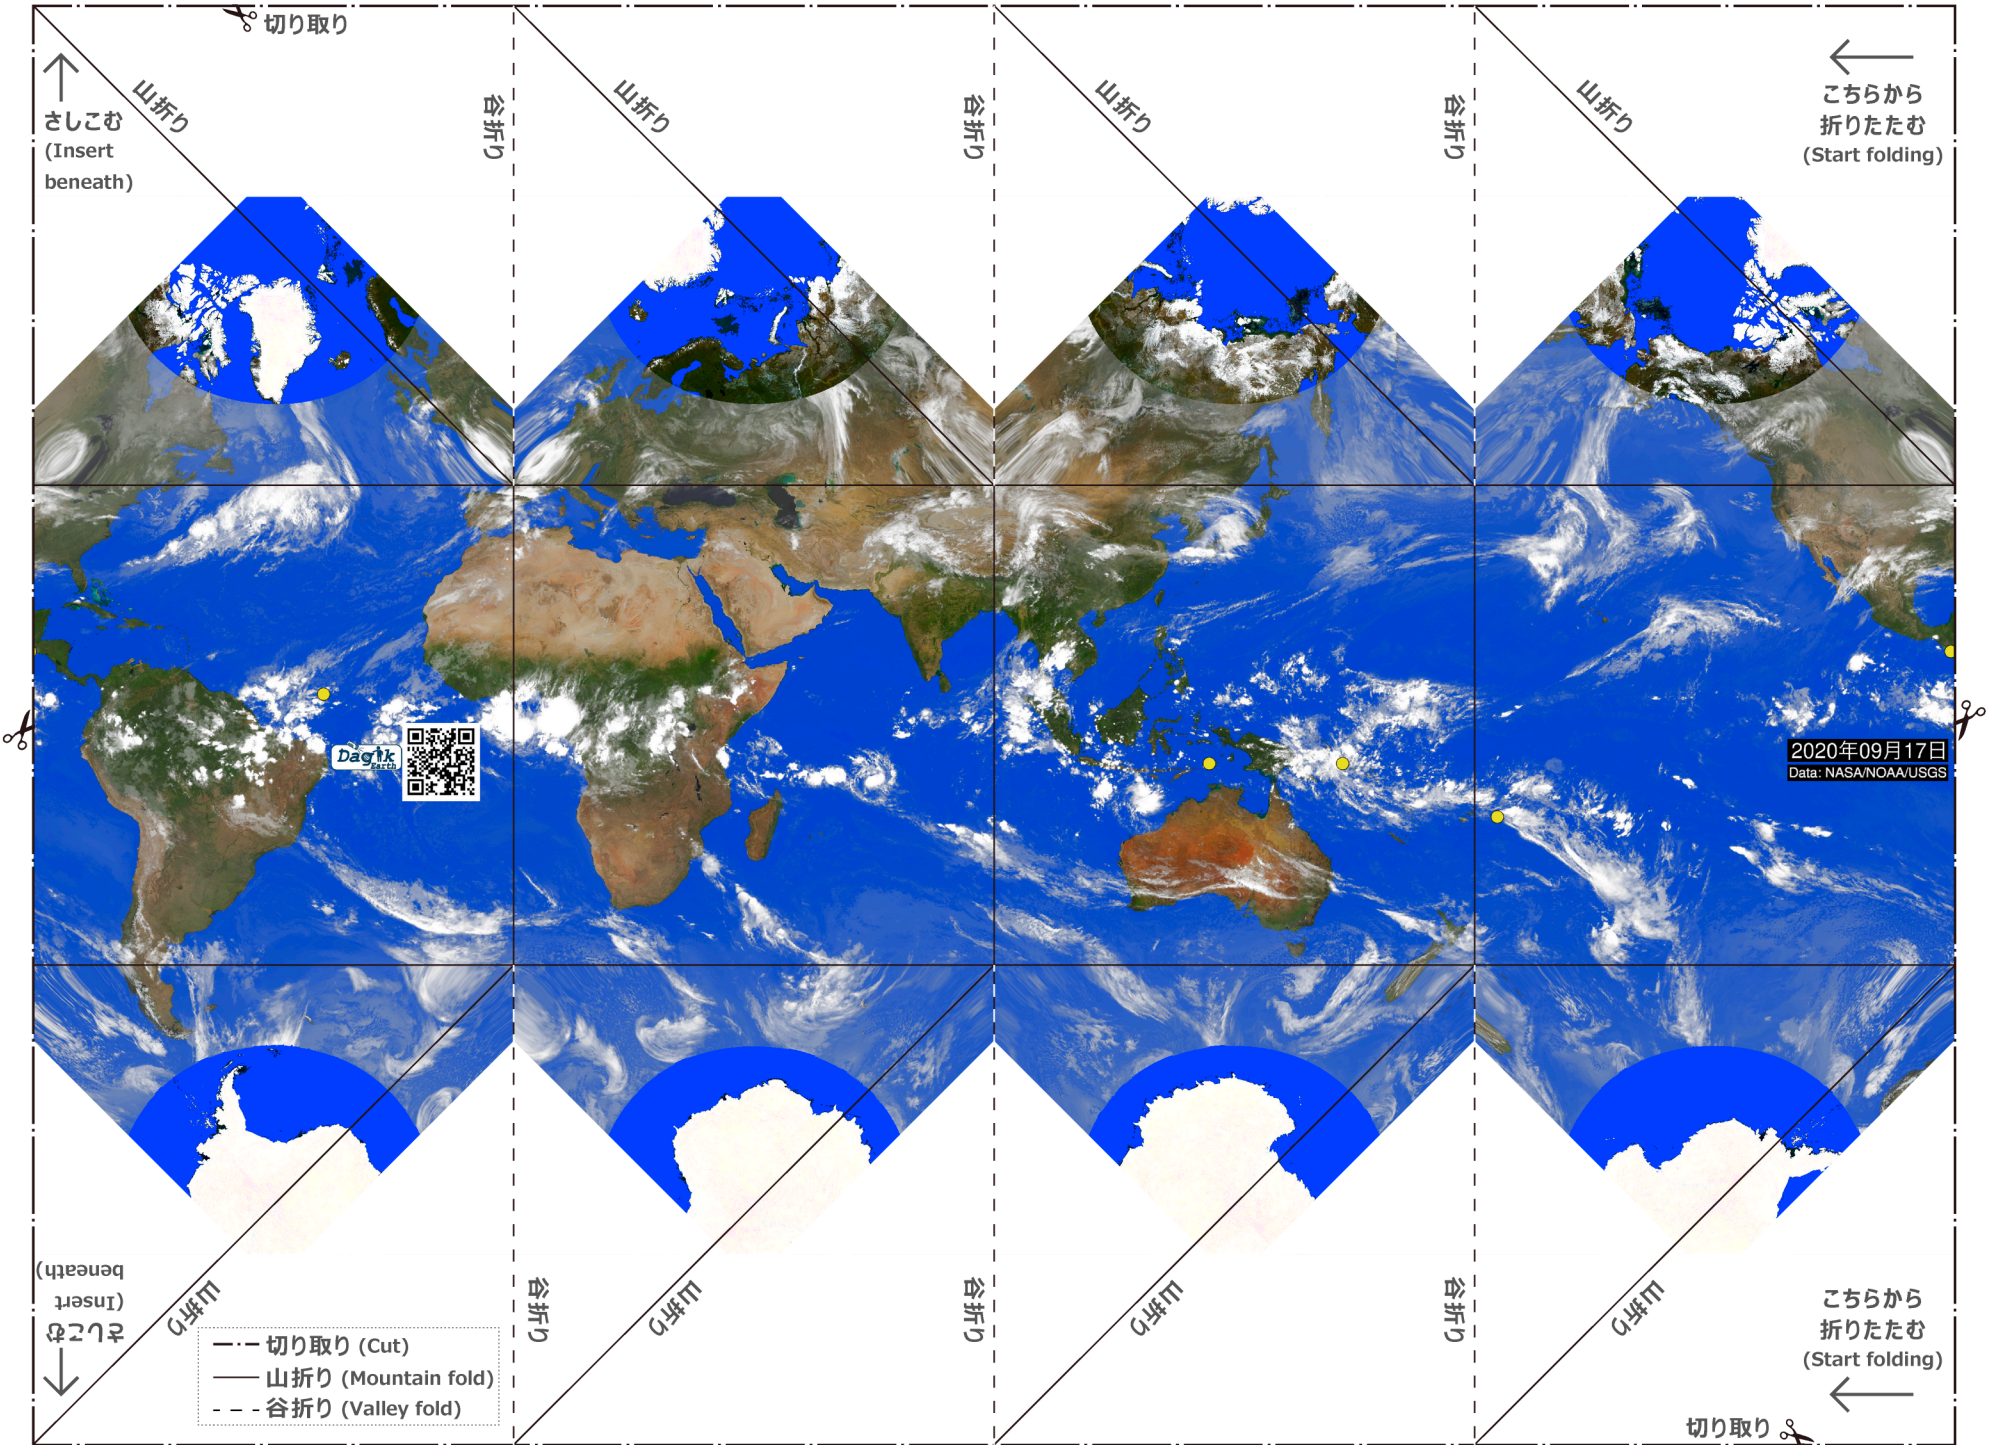 切り取り
さしこむ
(Insert
beneath)
山折り
谷折り
山折り
谷折り
山折り
谷折り
山折り
こちらから
折りたたむ
(Start folding)
Dagik
Earth
2020年09月17日
Data: NASA/NOAA/USGS
さしこむ
(Insert
beneath)
山折り
谷折り
山折り
谷折り
山折り
谷折り
山折り
こちらから
折りたたむ
(Start folding)
切り取り (Cut)
山折り (Mountain fold)
谷折り (Valley fold)
切り取り